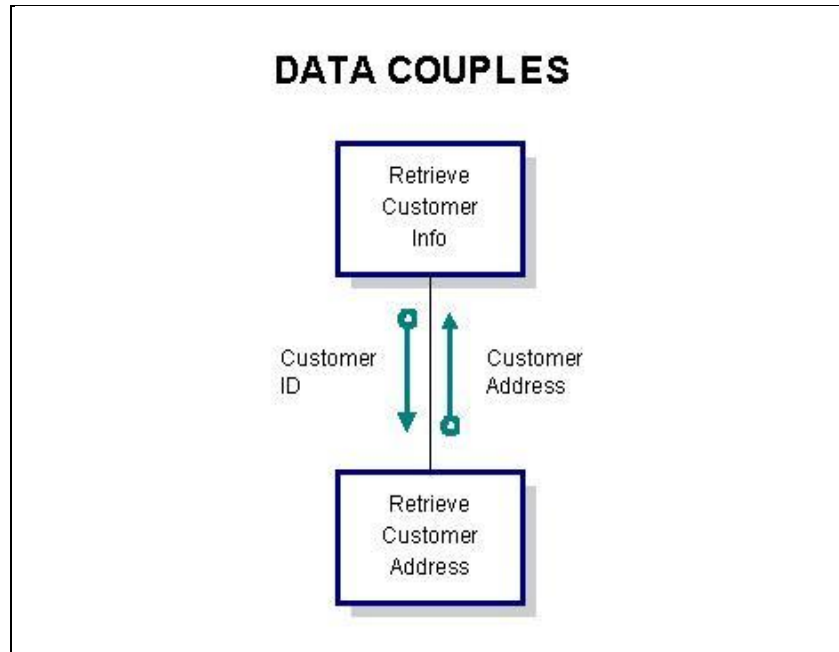 DATA COUPLES
Retrieve
Customer
Info
Customer
ID
Customer
Address
Retrieve
Customer
Address